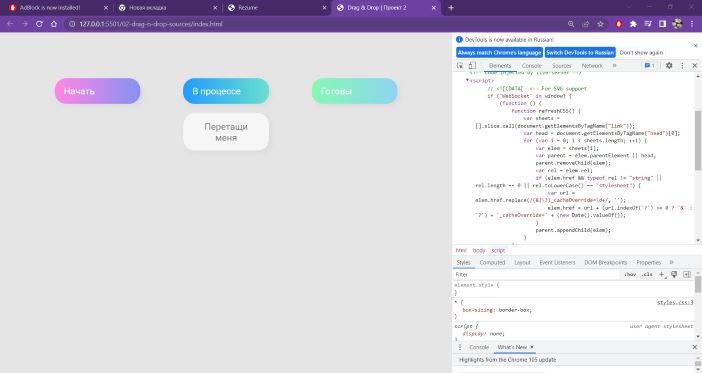 AdBlock is now installed!
Новая вкладка
Rezume
Drag & Drop | Проект 2
127.0.0.1:5501/02-drag-n-drop-sources/index.html
DevTools is now available in Russian!
Always match Chrome's language
Switch DevTools to Russian
Don't show again
Elements
Console
Sources
Network
1
Начать
В процессе
Готовы
Перетащи
меня
<!-- Code injected by live-server -->
<script>
// <![CDATA[ <-- For SVG support
if ('WebSocket' in window) {
(function () {
function refreshCSS() {
var sheets =
[].slice.call(document.getElementsByTagName("link"));
var head = document.getElementsByTagName("head")[0];
for (var i = 0; i < sheets.length; ++i) {
var elem = sheets[i];
var parent = elem.parentElement || head;
parent.removeChild(elem);
var rel = elem.rel;
if (elem.href && typeof rel != "string" ||
rel.length == 0 || rel.toLowerCase() == "stylesheet") {
var url =
elem.href.replace(/(&|\?)_cacheOverride=\d+/, '');
elem.href = url + (url.indexOf('?') >= 0 ? '&' :
'?') + '_cacheOverride=' + (new Date().valueOf());
}
parent.appendChild(elem);
}
html body script
Styles Computed Layout Event Listeners DOM Breakpoints Properties
Filter
:hov .cls
element.style {
}
* {
styles.css:3
box-sizing: border-box;
}
script {
user agent stylesheet
display: none;
Console
What's New
Highlights from the Chrome 105 update